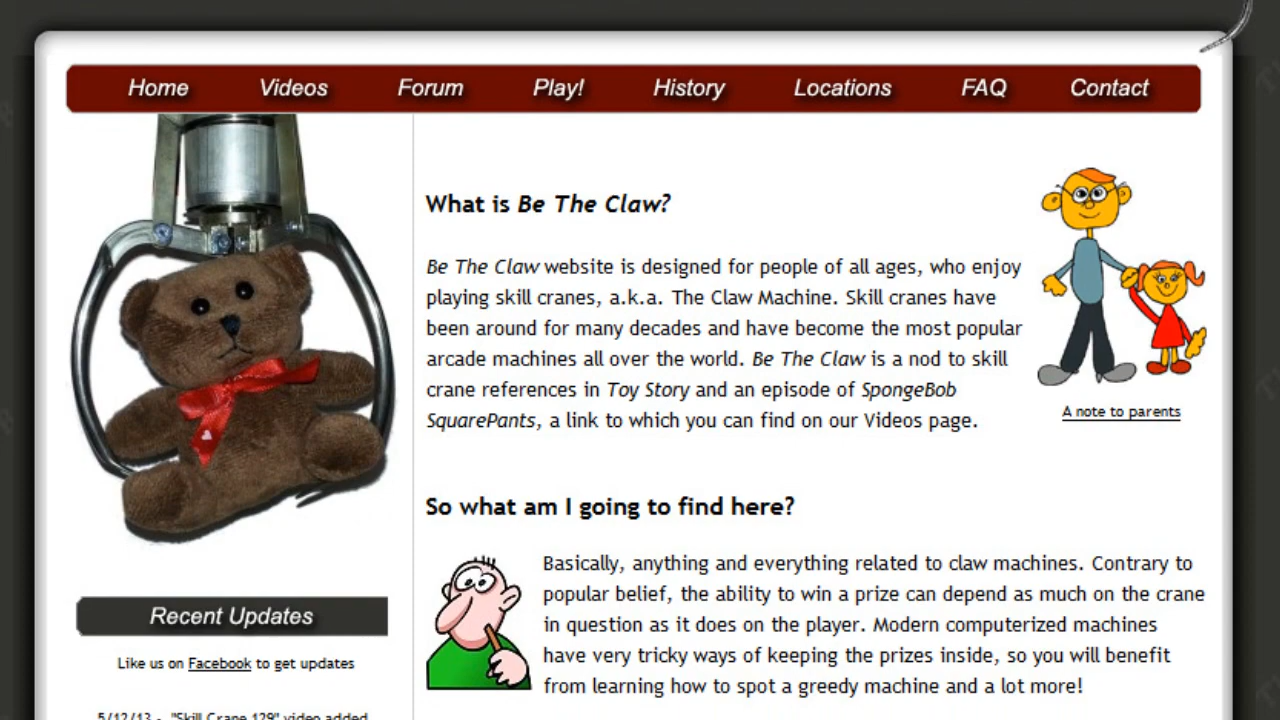 Home Videos Forum Play! History Locations FAQ Contact
What is Be The Claw?
Be The Claw website is designed for people of all ages, who enjoy
playing skill cranes, a.k.a. The Claw Machine. Skill cranes have
been around for many decades and have become the most popular
arcade machines all over the world. Be The Claw is a nod to skill
crane references in Toy Story and an episode of SpongeBob
SquarePants, a link to which you can find on our Videos page.
A note to parents
So what am I going to find here?
Basically, anything and everything related to claw machines. Contrary to
popular belief, the ability to win a prize can depend as much on the crane
in question as it does on the player. Modern computerized machines
have very tricky ways of keeping the prizes inside, so you will benefit
from learning how to spot a greedy machine and a lot more!
Recent Updates
Like us on Facebook to get updates
5/12/13 - "Skill Crane 129" video added